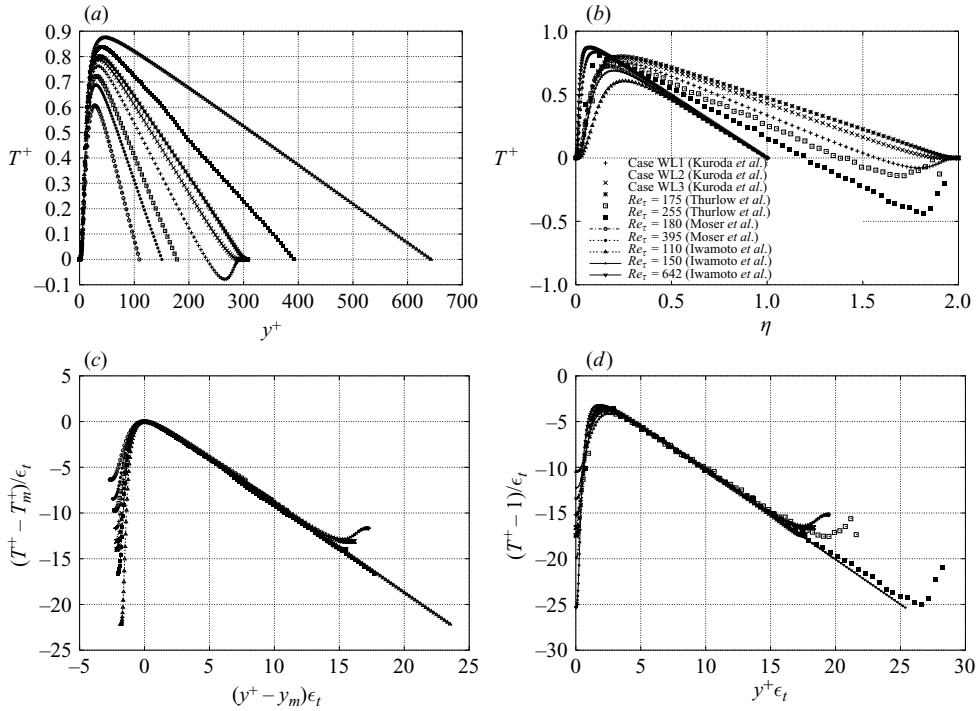 (a)
0.9
0.8
0.7
0.6
0.5
0.4
0.3
0.2
0.1
0
–0.1
T+
0 100 200 300 400 500 600 700
y+
(b)
1.0
0.5
0
–0.5
–1.0
T+
Case WL1 (Kuroda et al.)
Case WL2 (Kuroda et al.)
Case WL3 (Kuroda et al.)
Reτ = 175 (Thurlow et al.)
Reτ = 255 (Thurlow et al.)
Reτ = 180 (Moser et al.)
Reτ = 395 (Moser et al.)
Reτ = 110 (Iwamoto et al.)
Reτ = 150 (Iwamoto et al.)
Reτ = 642 (Iwamoto et al.)
0 0.5 1.0 1.5 2.0
η
(c)
5
0
–5
–10
–15
–20
–25
(T+ – Tm+)/ϵt
–5 0 5 10 15 20 25
(y+ – ym)ϵt
(d)
0
–5
–10
–15
–20
–25
–30
(T+ – 1)/ϵt
0 5 10 15 20 25 30
y+ϵt